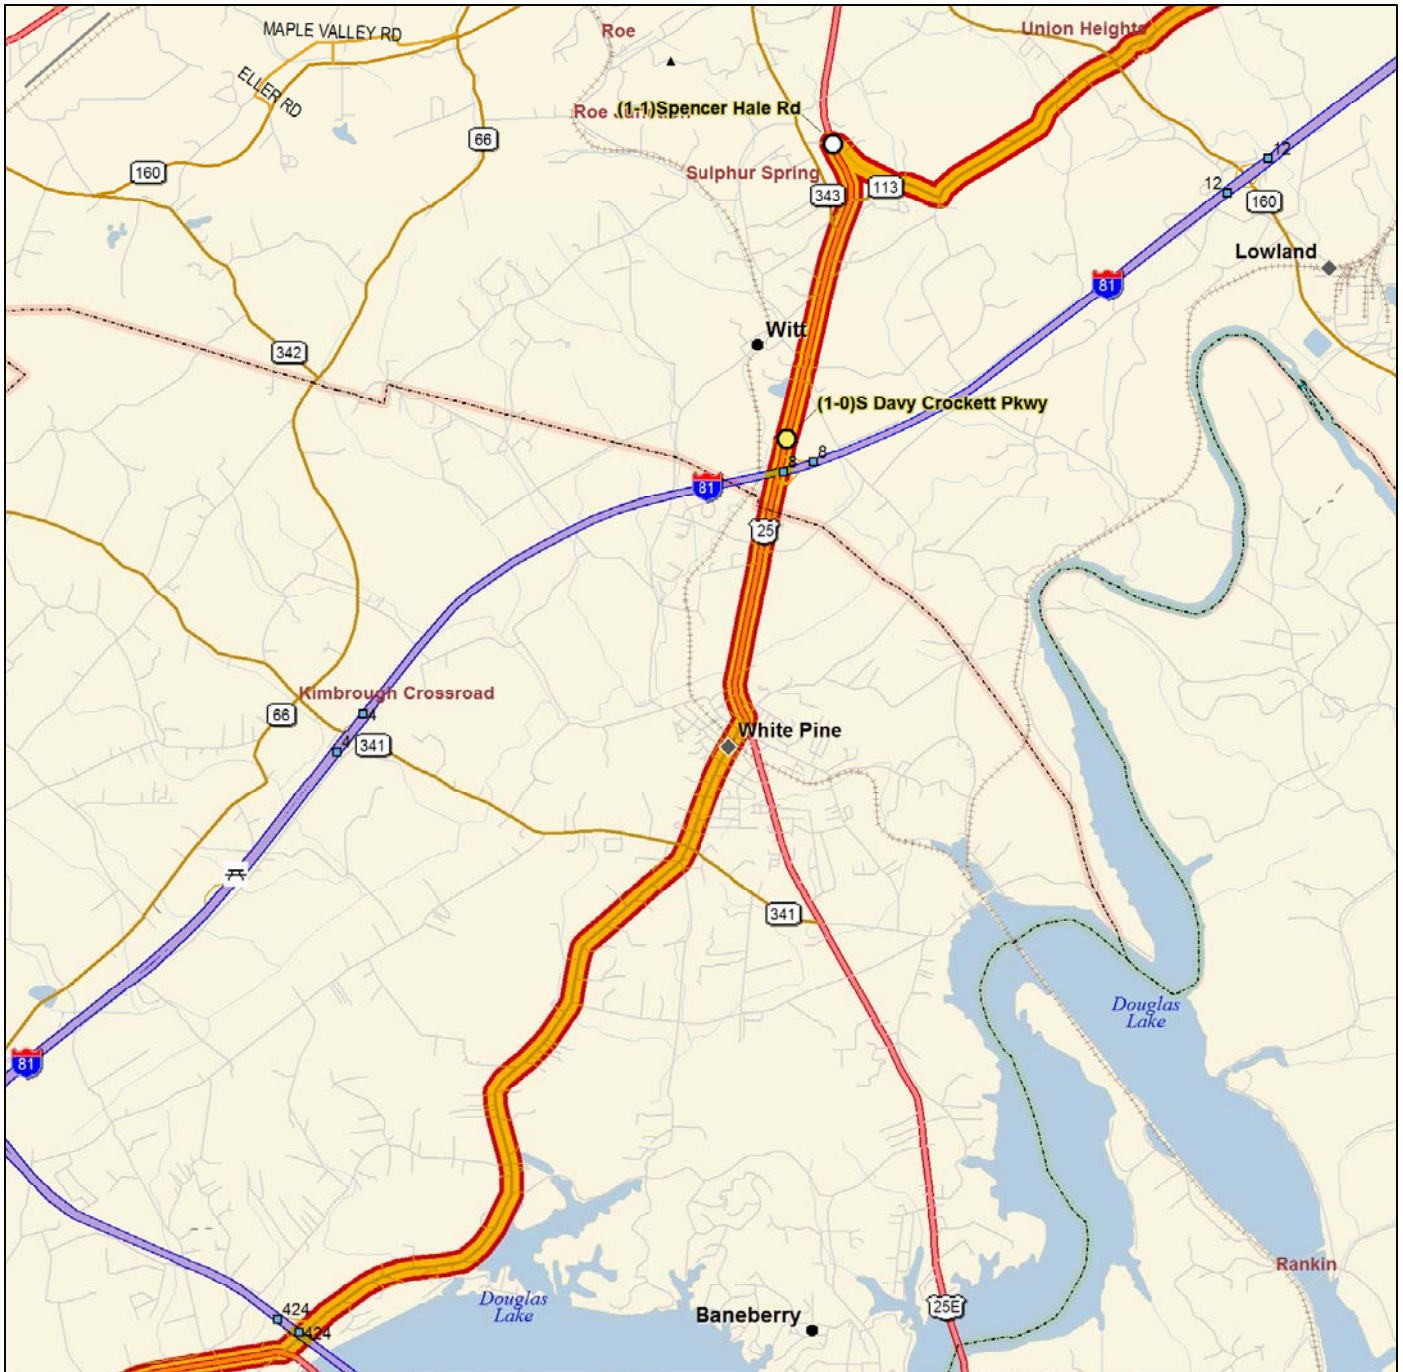 MAPLE VALLEY RD
Roe
Union Heights
ELLER RD
(1-1)Spencer Hale Rd
66
12
160
Sulphur Spring
113
12
343
160
Lowland
81
Witt
342
(1-0)S Davy Crockett Pkwy
8
8
81
25
Kimbrough Crossroad
4
66
White Pine
4
341
341
Douglas
Lake
81
Rankin
Douglas
Lake
424
25E
Baneberry
424